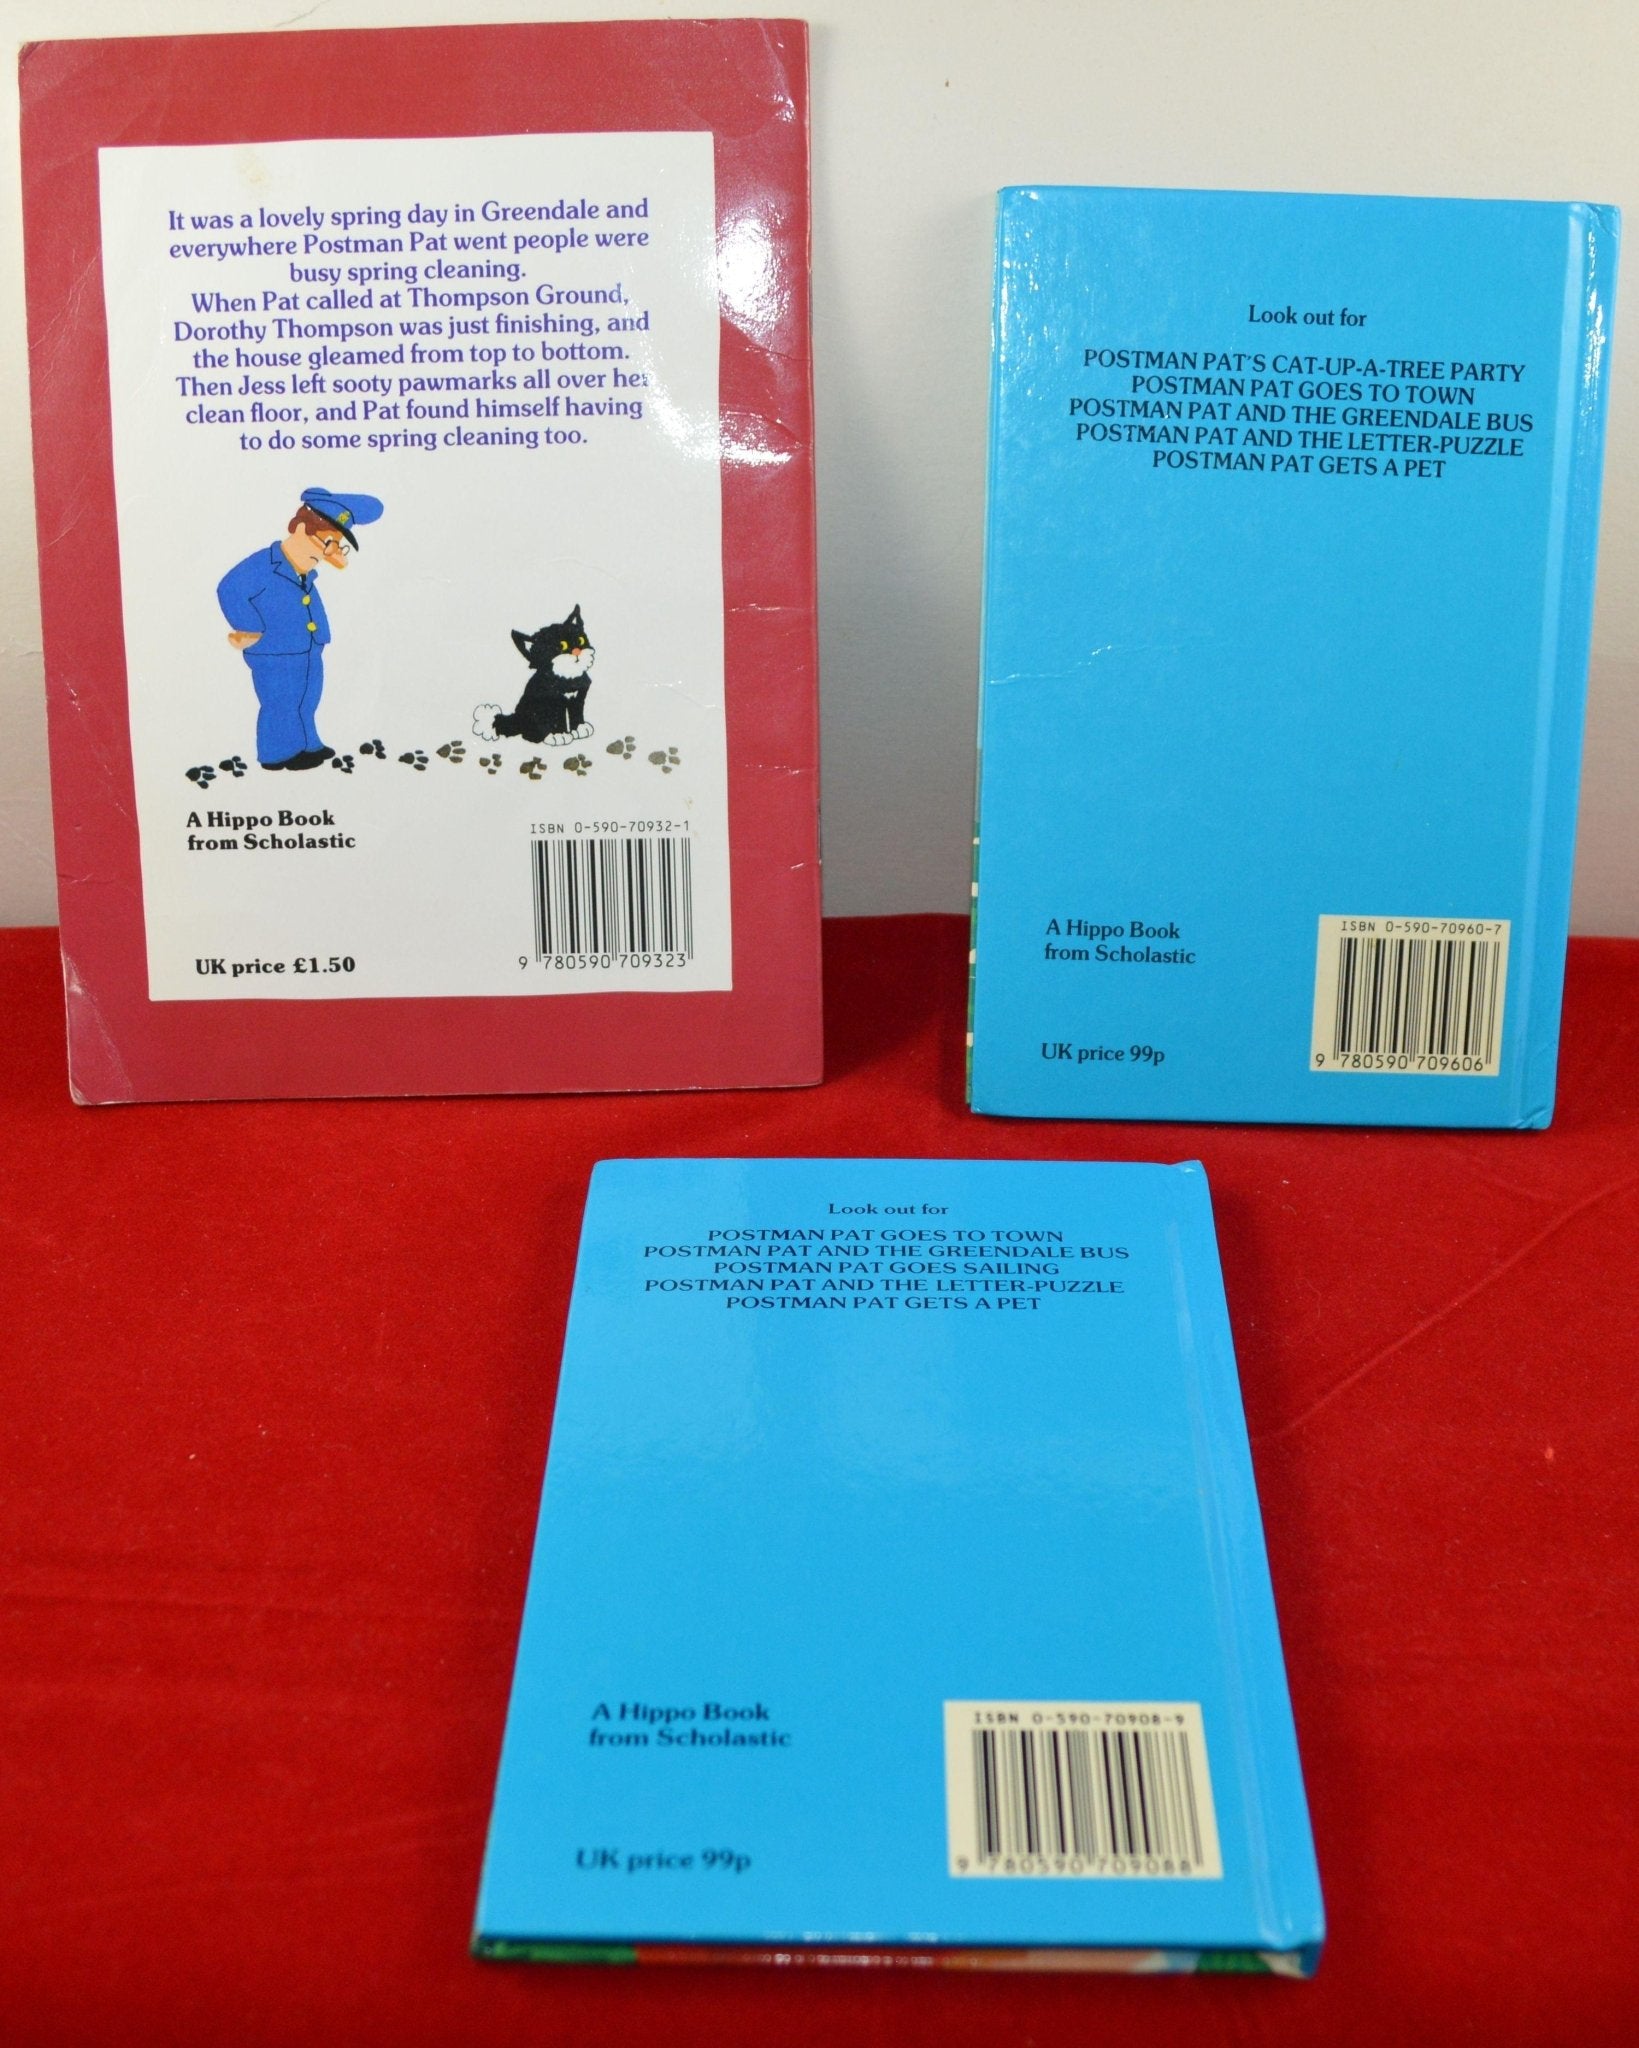 It was a lovely spring day in Greendale and
everywhere Postman Pat went people were
busy spring cleaning.
When Pat called at Thompson Ground,
Dorothy Thompson was just finishing, and
the house gleamed from top to bottom.
Then Jess left sooty pawmarks all over her
clean floor, and Pat found himself having
to do some spring cleaning too.
A Hippo Book
from Scholastic
UK price £1.50
ISBN 0-590-70932-1
9 780590 709323
Look out for
POSTMAN PAT'S CAT-UP-A-TREE PARTY
POSTMAN PAT GOES TO TOWN
POSTMAN PAT AND THE GREENDALE BUS
POSTMAN PAT AND THE LETTER-PUZZLE
POSTMAN PAT GETS A PET
A Hippo Book
from Scholastic
UK price 99p
ISBN 0-590-70960-7
9 780590 709606
Look out for
POSTMAN PAT GOES TO TOWN
POSTMAN PAT AND THE GREENDALE BUS
POSTMAN PAT GOES SAILING
POSTMAN PAT AND THE LETTER-PUZZLE
POSTMAN PAT GETS A PET
A Hippo Book
from Scholastic
UK price 99p
ISBN 0-590-70908-9
9 780590 709088